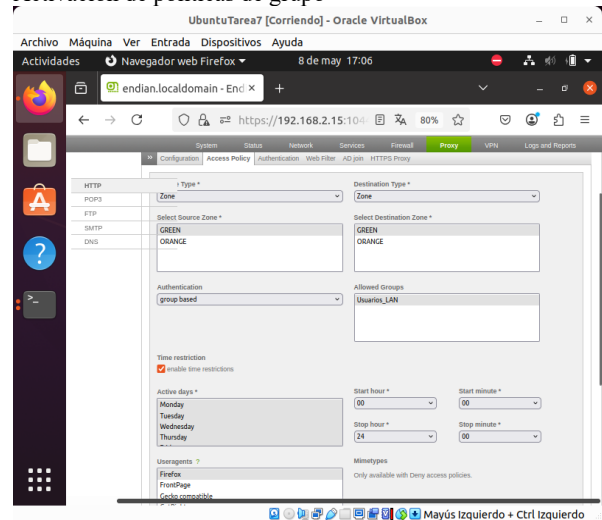 Activación de políticas de grupo
UbuntuTarea7 [Corriendo] - Oracle VirtualBox
Archivo Máquina Ver Entrada Dispositivos Ayuda
Actividades Navegador web Firefox 8 de may 17:06
endian.localdomain - End
https://192.168.2.15:104 80%
System Status Network Services Firewall Proxy VPN Logs and Reports
>> Configuration Access Policy Authentication Web Filter AD join HTTPS Proxy
HTTP
POP3
FTP
SMTP
DNS
Type * Destination Type *
Zone Zone
Select Source Zone * Select Destination Zone *
GREEN GREEN
ORANGE ORANGE
Authentication Allowed Groups
group based Usuarios_LAN
Time restriction
enable time restrictions
Active days * Start hour * Start minute *
Monday 00 00
Tuesday
Wednesday Stop hour * Stop minute *
Thursday 24 00
Useragents ? Mimetypes
Firefox Only available with Deny access policies.
FrontPage
Gecko compatible
Mayús Izquierdo + Ctrl Izquierdo